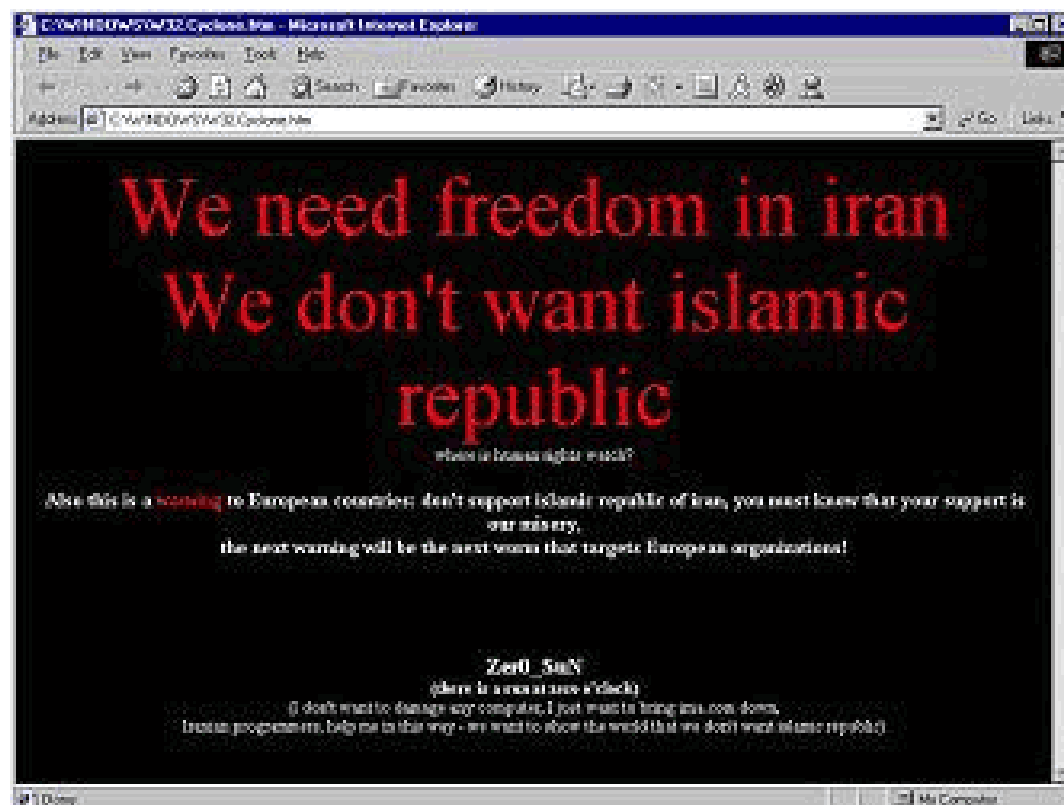 C:\WINDOWS\W32.Cyclone.htm - Microsoft Internet Explorer
File Edit View Favorites Tools Help
Search Favorites History
Address C:\WINDOWS\W32.Cyclone.htm Go Links
We need freedom in iran
We don't want islamic
republic
where is human rights watch?
Also this is a warning to European countries: don't support islamic republic of iran, you must know that your support is
our misery,
the next warning will be the next worm that targets European organizations!
Zer0_SuN
(there is a sun at zero o'clock)
(I don't want to damage any computer, I just want to bring down,
Iranian programmers, help me in this way - we want to show the world that we don't want islamic republic)
Done My Computer